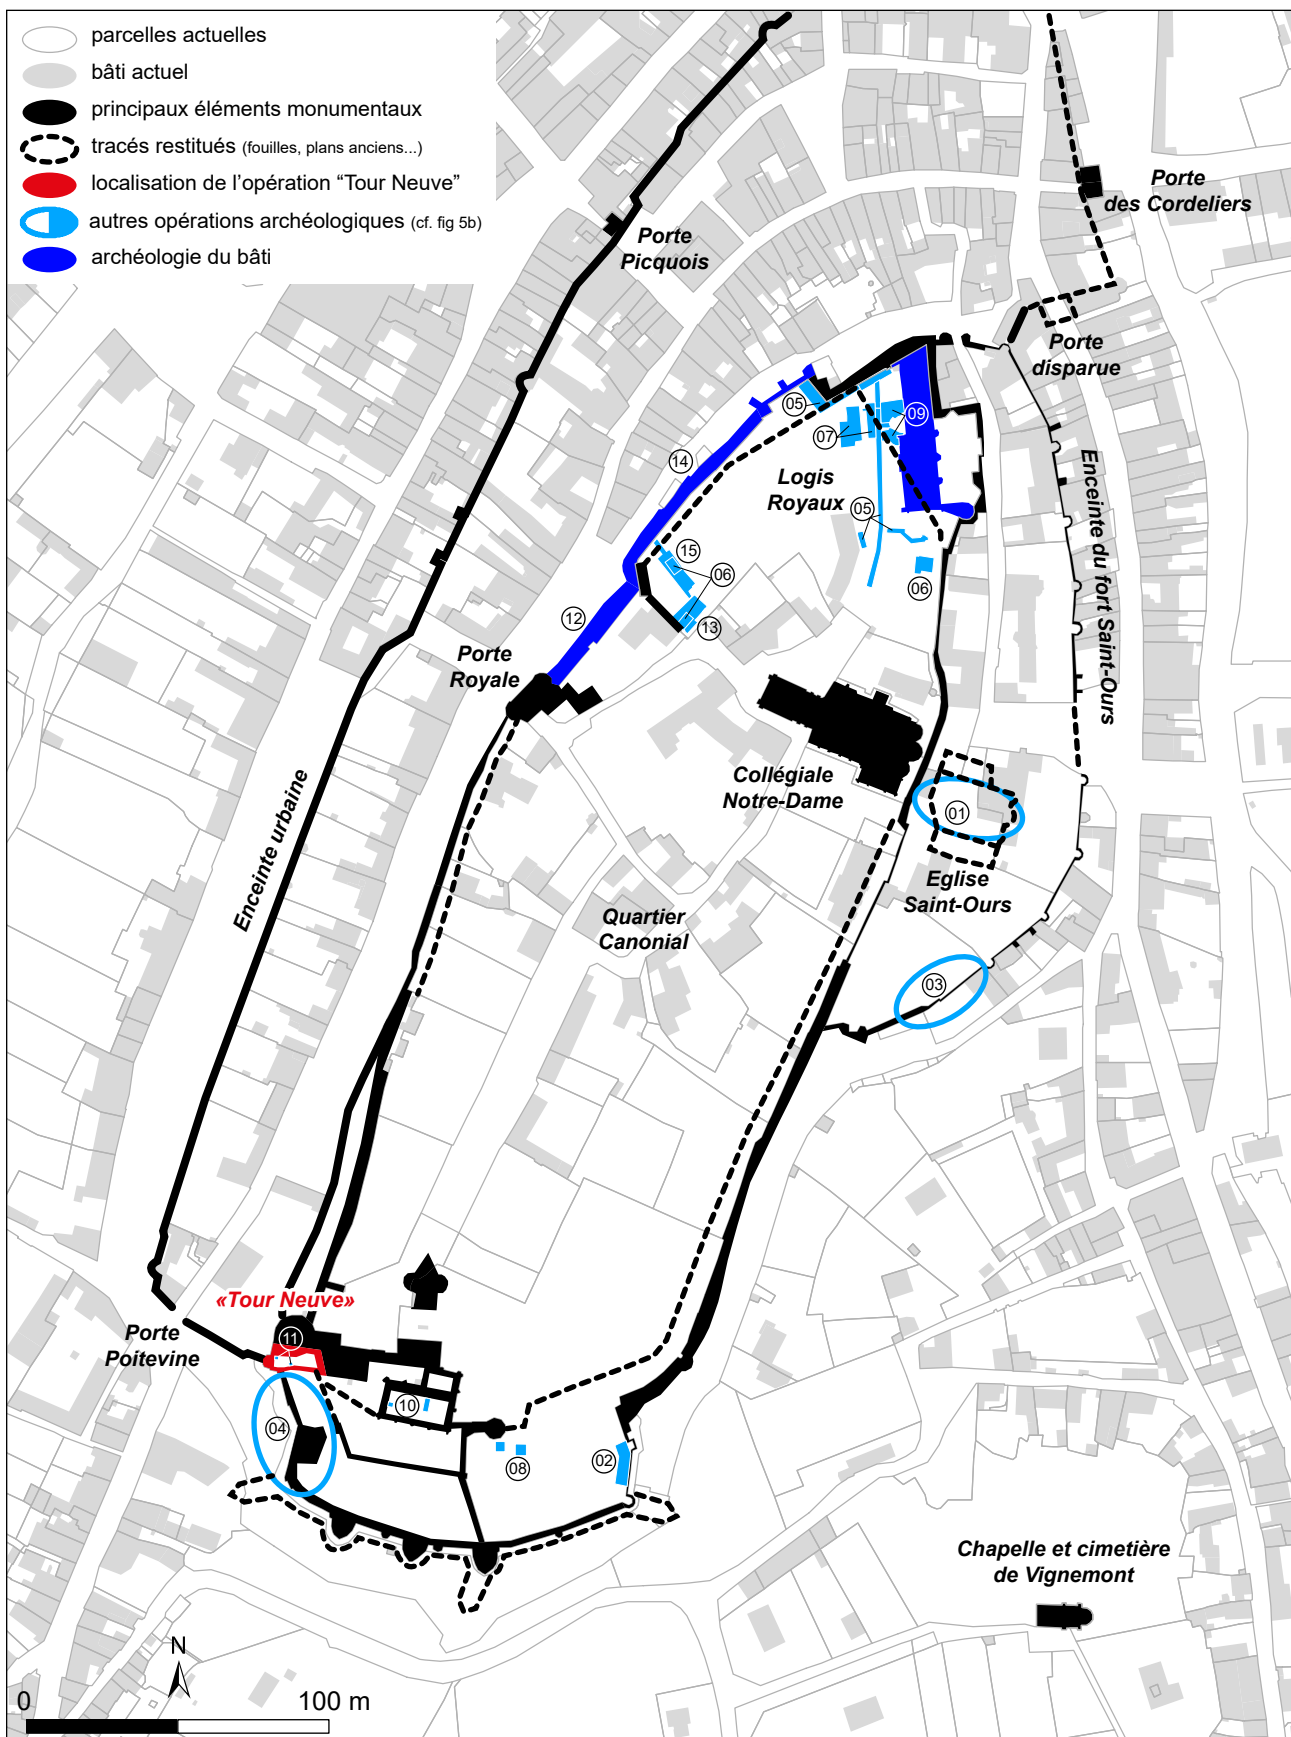 parcelles actuelles
bâti actuel
principaux éléments monumentaux
tracés restitués (fouilles, plans anciens...)
localisation de l’opération “Tour Neuve”
autres opérations archéologiques (cf. fig 5b)
archéologie du bâti
Porte
des Cordeliers
Porte
Picquois
Porte
disparue
05
09
07
14
Logis
Royaux
Enceinte du fort Saint-Ours
05
15
06
06
12
13
Porte
Royale
Collégiale
Notre-Dame
Enceinte urbaine
01
Eglise
Saint-Ours
Quartier
Canonial
03
«Tour Neuve»
Porte
Poitevine
11
10
04
08
02
Chapelle et cimetière
de Vignemont
N
0
100 m